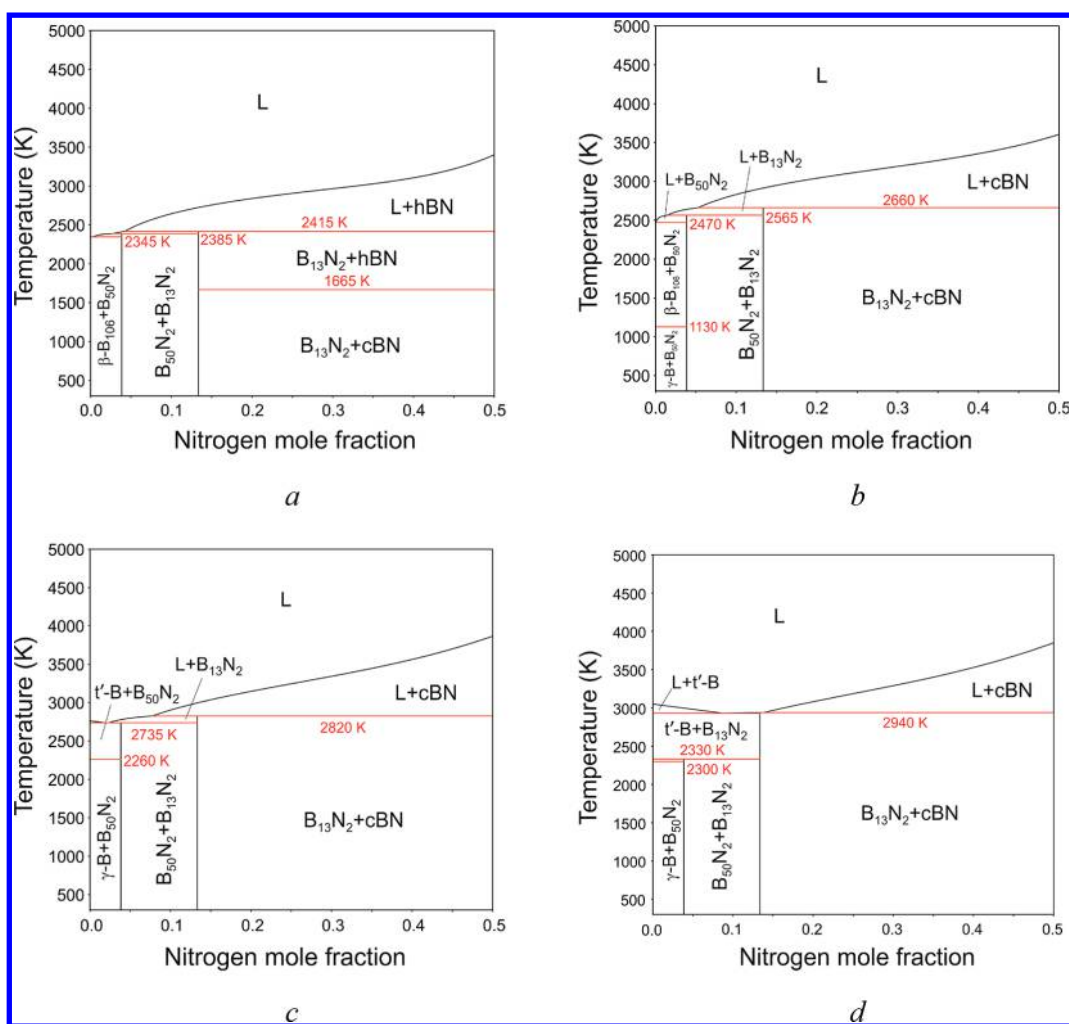 5000
4500
4000
3500
3000
2500
2000
1500
1000
500
Temperature (K)
L
L+hBN
2415 K
2345 K
2385 K
B₁₃N₂+hBN
1665 K
β-B₁₀₆+B₅₀N₂
B₅₀N₂+B₁₃N₂
B₁₃N₂+cBN
0.0 0.1 0.2 0.3 0.4 0.5
Nitrogen mole fraction
a
5000
4500
4000
3500
3000
2500
2000
1500
1000
500
Temperature (K)
L
L+B₁₃N₂
L+B₅₀N₂
L+cBN
2660 K
2470 K
2565 K
β-B₁₀₆+B₅₀N₂
1130 K
γ-B+B₅₀N₂
B₅₀N₂+B₁₃N₂
B₁₃N₂+cBN
0.0 0.1 0.2 0.3 0.4 0.5
Nitrogen mole fraction
b
5000
4500
4000
3500
3000
2500
2000
1500
1000
500
Temperature (K)
L
L+B₁₃N₂
t′-B+B₅₀N₂
L+cBN
2735 K
2820 K
2260 K
γ-B+B₅₀N₂
B₅₀N₂+B₁₃N₂
B₁₃N₂+cBN
0.0 0.1 0.2 0.3 0.4 0.5
Nitrogen mole fraction
c
5000
4500
4000
3500
3000
2500
2000
1500
1000
500
Temperature (K)
L
L+t′-B
L+cBN
2940 K
t′-B+B₁₃N₂
2330 K
2300 K
γ-B+B₅₀N₂
B₅₀N₂+B₁₃N₂
B₁₃N₂+cBN
0.0 0.1 0.2 0.3 0.4 0.5
Nitrogen mole fraction
d